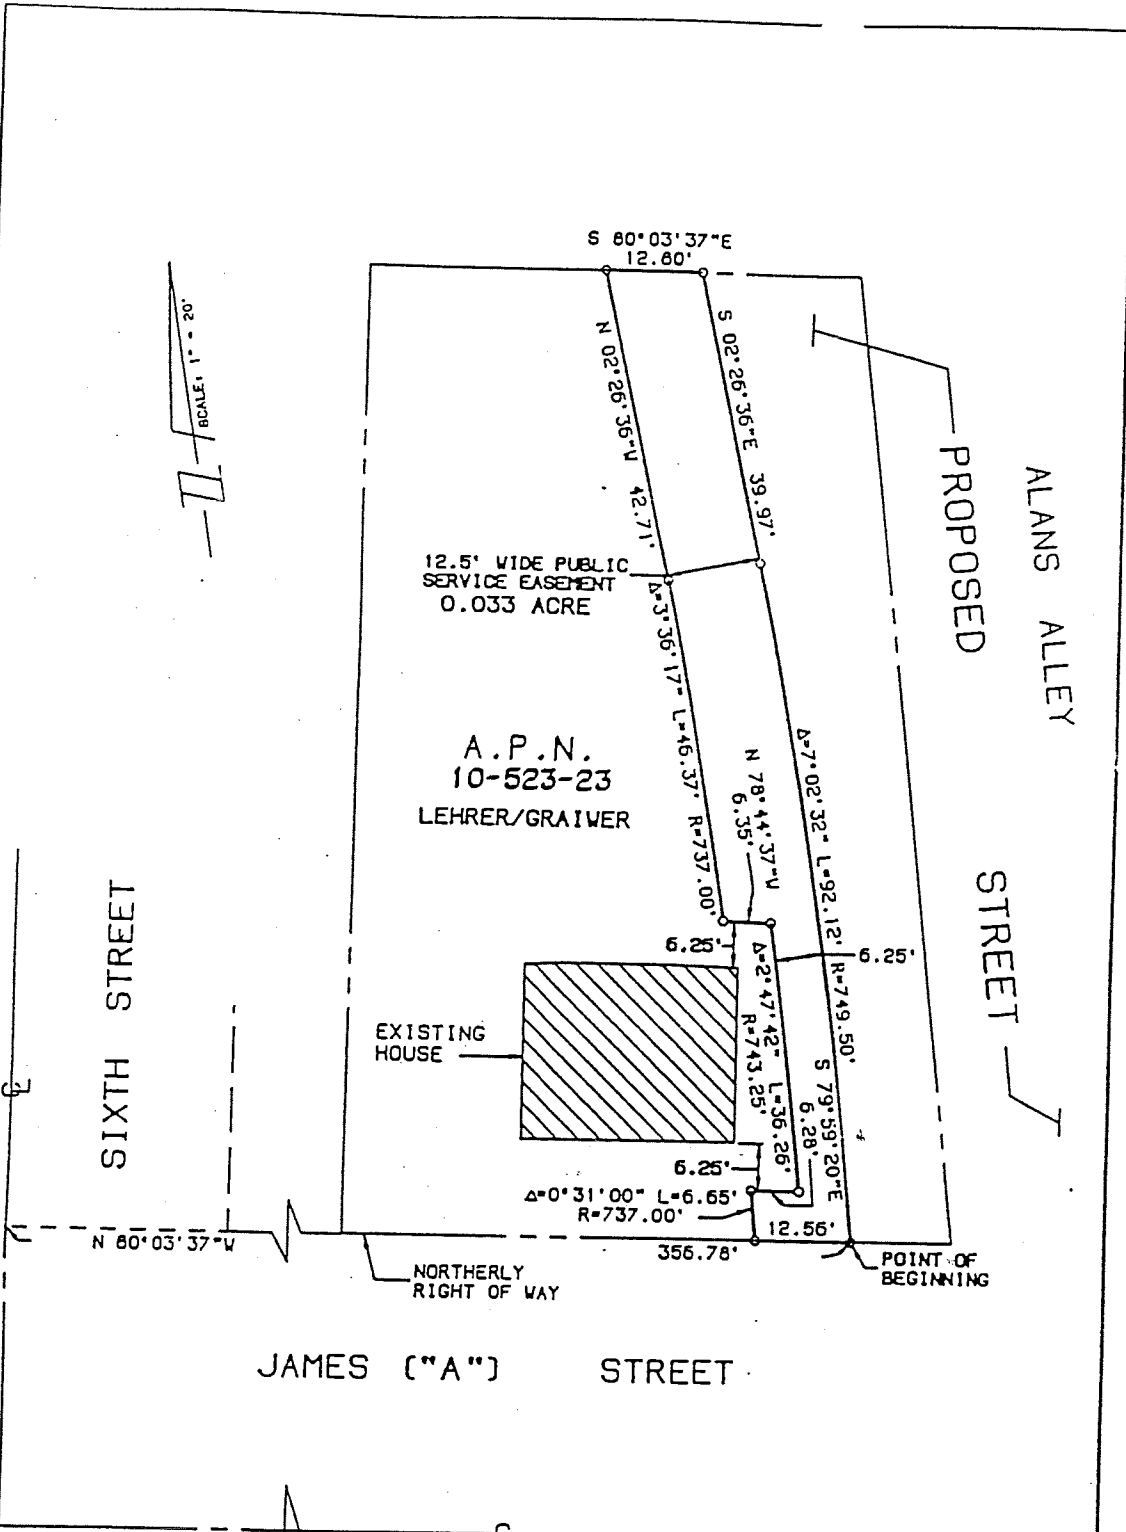 S 80°03'37"E
12.80'
SCALE: 1" = 20'
N 02°26'36"W 42.71'
S 02°26'36"E 39.97'
PROPOSED
STREET
ALANS ALLEY
12.5' WIDE PUBLIC
SERVICE EASEMENT
0.033 ACRE
Δ=3°36'17" L=46.37' R=737.00'
Δ=7°02'32" L=92.12' R=749.50'
A.P.N.
10-523-23
LEHRER/GRAIWER
N 78°44'37"W
6.35'
6.25'
6.25'
Δ=2°47'42" L=36.26'
R=743.25'
EXISTING
HOUSE
S 79°59'20"E
6.28'
6.25'
Δ=0°31'00" L=6.65'
R=737.00'
12.56'
356.78'
POINT OF
BEGINNING
SIXTH STREET
N 80°03'37"W
NORTHERLY
RIGHT OF WAY
JAMES ("A") STREET